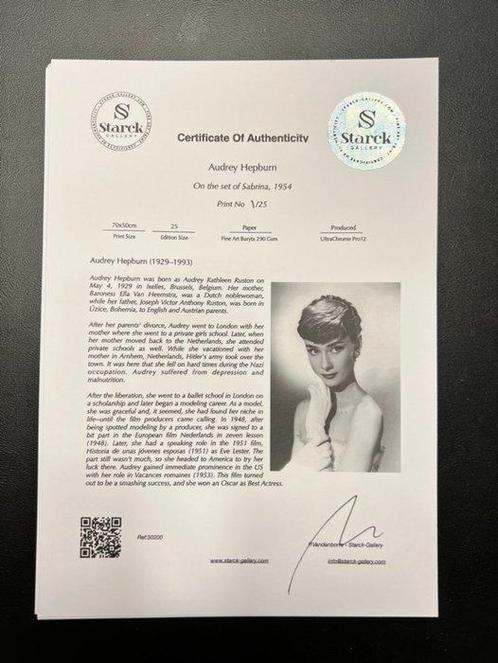 Starck
GALLERY
Certificate Of Authenticity
Starck
GALLERY
Audrey Hepburn
On the set of Sabrina, 1954
Print No 1/25
70x50cm
Print Size
25
Edition Size
Paper
Fine Art Baryta 290 Gsm
Produced
UltraChrome Pro12
Audrey Hepburn (1929–1993)
Audrey Hepburn was born as Audrey Kathleen Ruston on
May 4, 1929 in Ixelles, Brussels, Belgium. Her mother,
Baroness Ella Van Heemstra, was a Dutch noblewoman,
while her father, Joseph Victor Anthony Ruston, was born in
Úzice, Bohemia, to English and Austrian parents.
After her parents' divorce, Audrey went to London with her
mother where she went to a private girls school. Later, when
her mother moved back to the Netherlands, she attended
private schools as well. While she vacationed with her
mother in Arnhem, Netherlands, Hitler's army took over the
town. It was here that she fell on hard times during the Nazi
occupation. Audrey suffered from depression and
malnutrition.
After the liberation, she went to a ballet school in London on
a scholarship and later began a modeling career. As a model,
she was graceful and, it seemed, she had found her niche in
life--until the film producers came calling. In 1948, after
being spotted modeling by a producer, she was signed to a
bit part in the European film Nederlands in zeven lessen
(1948). Later, she had a speaking role in the 1951 film,
Historia de unas jóvenes esposas (1951) as Eve Lester. The
part still wasn't much, so she headed to America to try her
luck there. Audrey gained immediate prominence in the US
with her role in Vacances romaines (1953). This film turned
out to be a smashing success, and she won an Oscar as Best Actress.
Ref:50200
Starck-Gallery
www.starck-gallery.com
info@starck-gallery.com